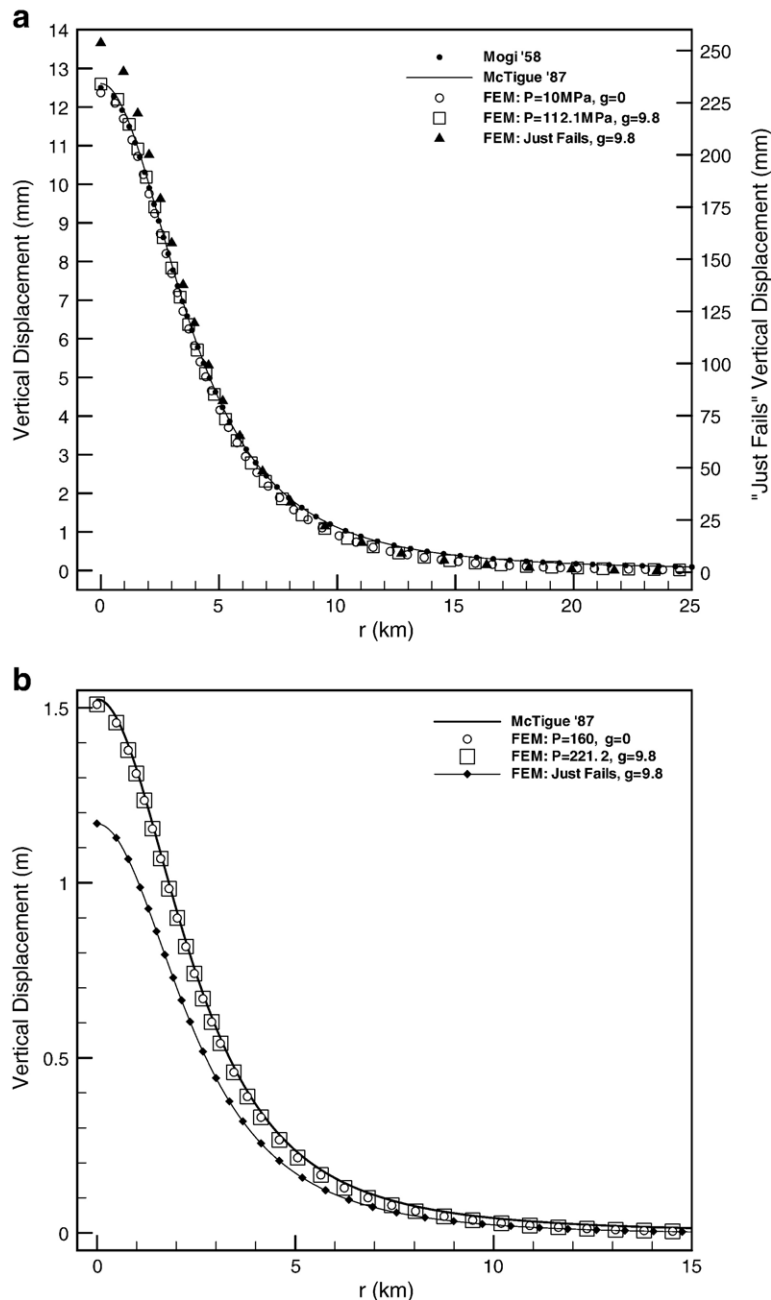 a
Mogi '58
McTigue '87
FEM: P=10MPa, g=0
FEM: P=112.1MPa, g=9.8
FEM: Just Fails, g=9.8
Vertical Displacement (mm)
14
13
12
11
10
9
8
7
6
5
4
3
2
1
0
250
225
200
175
150
125
100
75
50
25
0
"Just Fails" Vertical Displacement (mm)
0 5 10 15 20 25
r (km)
b
McTigue '87
FEM: P=160, g=0
FEM: P=221.2, g=9.8
FEM: Just Fails, g=9.8
Vertical Displacement (m)
1.5
1
0.5
0
0 5 10 15
r (km)